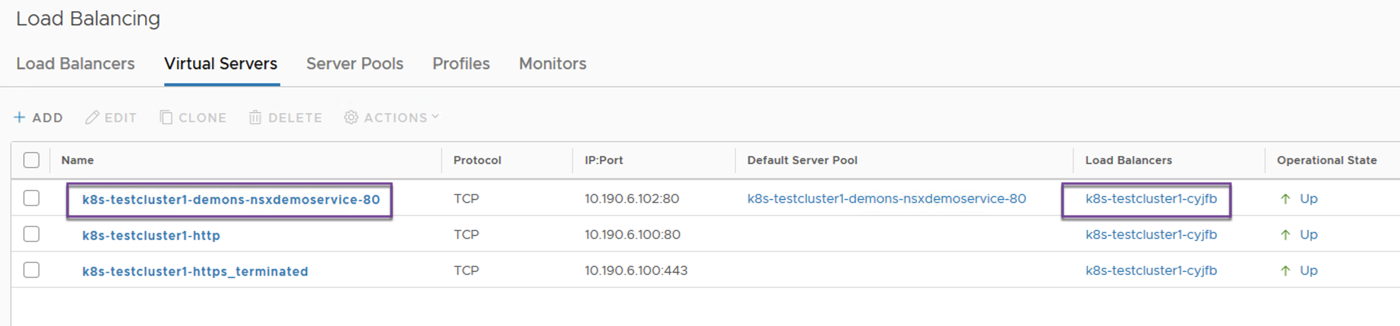 Load Balancing
Load Balancers Virtual Servers Server Pools Profiles Monitors
+ ADD EDIT CLONE DELETE ACTIONS
Name Protocol IP:Port Default Server Pool Load Balancers Operational State
k8s-testcluster1-demons-nsxdemoservice-80 TCP 10.190.6.102:80 k8s-testcluster1-demons-nsxdemoservice-80 k8s-testcluster1-cyjfb Up
k8s-testcluster1-http TCP 10.190.6.100:80 k8s-testcluster1-cyjfb Up
k8s-testcluster1-https_terminated TCP 10.190.6.100:443 k8s-testcluster1-cyjfb Up